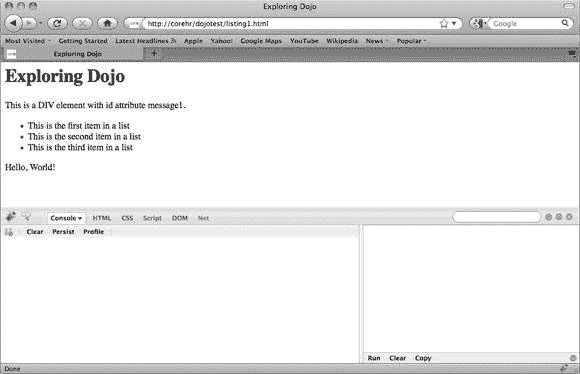 Exploring Dojo
http://corehr/dojotest/listing1.html
Google
Most Visited Getting Started Latest Headlines Apple Yahoo! Google Maps YouTube Wikipedia News Popular
Exploring Dojo
Exploring Dojo
This is a DIV element with id attribute message1.
• This is the first item in a list
• This is the second item in a list
• This is the third item in a list
Hello, World!
Console HTML CSS Script DOM Net
Clear Persist Profile
Run Clear Copy
Done